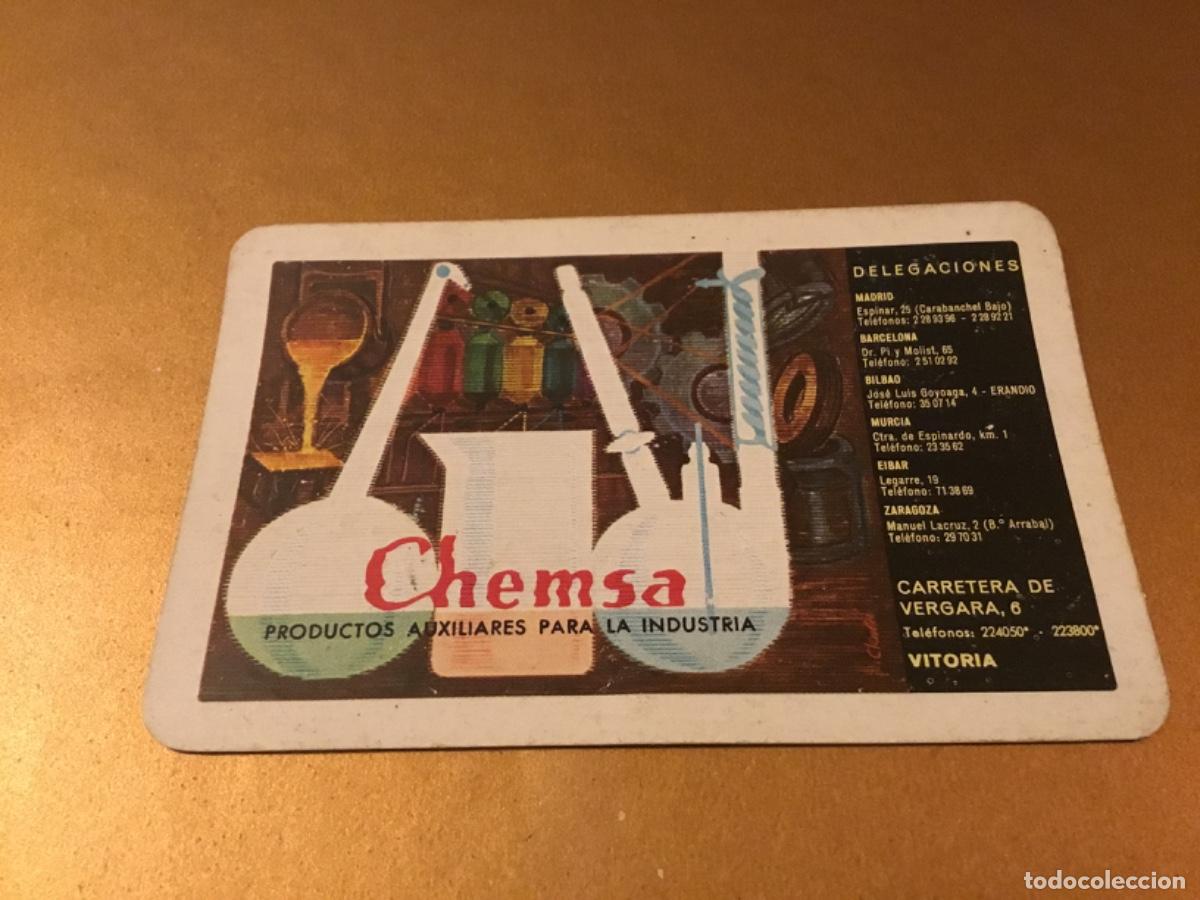 Chemsa
PRODUCTOS AUXILIARES PARA LA INDUSTRIA
DELEGACIONES
MADRID
Espinar, 25 (Carabanchel Bajo)
Teléfonos: 2 28 93 96 - 2 28 92 21
BARCELONA
Dr. Pi y Molist, 65
Teléfono: 2 51 02 92
BILBAO
José Luis Goyoaga, 4 - ERANDIO
Teléfono: 35 07 14
MURCIA
Ctra. de Espinardo, km. 1
Teléfono: 23 35 62
EIBAR
Legarre, 19
Teléfono: 71 38 69
ZARAGOZA
Manuel Lacruz, 2 (B.º Arrabal)
Teléfono: 29 70 31
CARRETERA DE
VERGARA, 6
Teléfonos: 224050* - 223800*
VITORIA
todocoleccion